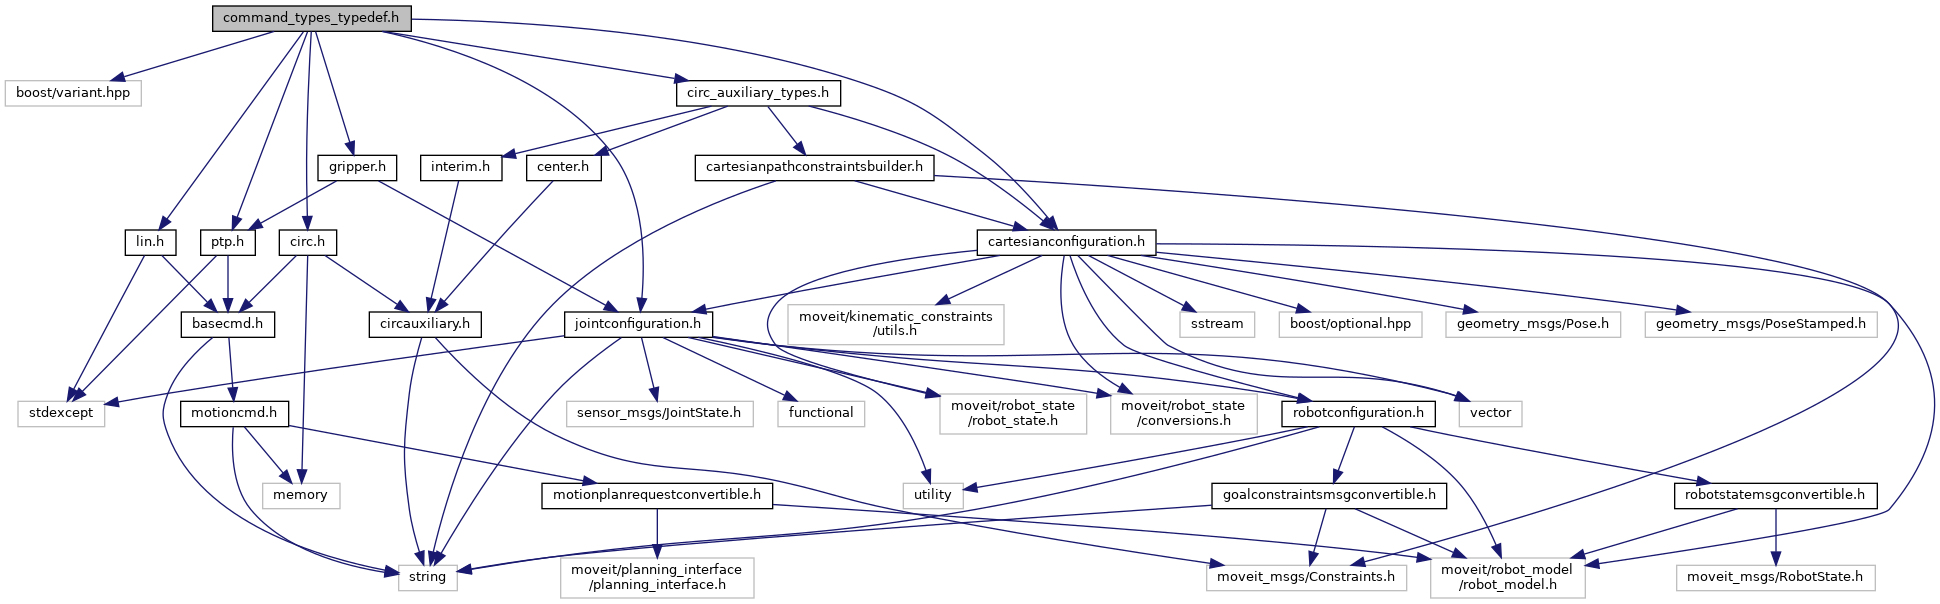 command_types_typedef.h
boost/variant.hpp
circ_auxiliary_types.h
gripper.h
interim.h
center.h
cartesianpathconstraintsbuilder.h
lin.h
ptp.h
circ.h
cartesianconfiguration.h
basecmd.h
circauxiliary.h
jointconfiguration.h
moveit/kinematic_constraints
/utils.h
sstream
boost/optional.hpp
geometry_msgs/Pose.h
geometry_msgs/PoseStamped.h
stdexcept
motioncmd.h
sensor_msgs/JointState.h
functional
moveit/robot_state
/robot_state.h
moveit/robot_state
/conversions.h
robotconfiguration.h
vector
memory
motionplanrequestconvertible.h
utility
goalconstraintsmsgconvertible.h
robotstatemsgconvertible.h
string
moveit/planning_interface
/planning_interface.h
moveit_msgs/Constraints.h
moveit/robot_model
/robot_model.h
moveit_msgs/RobotState.h